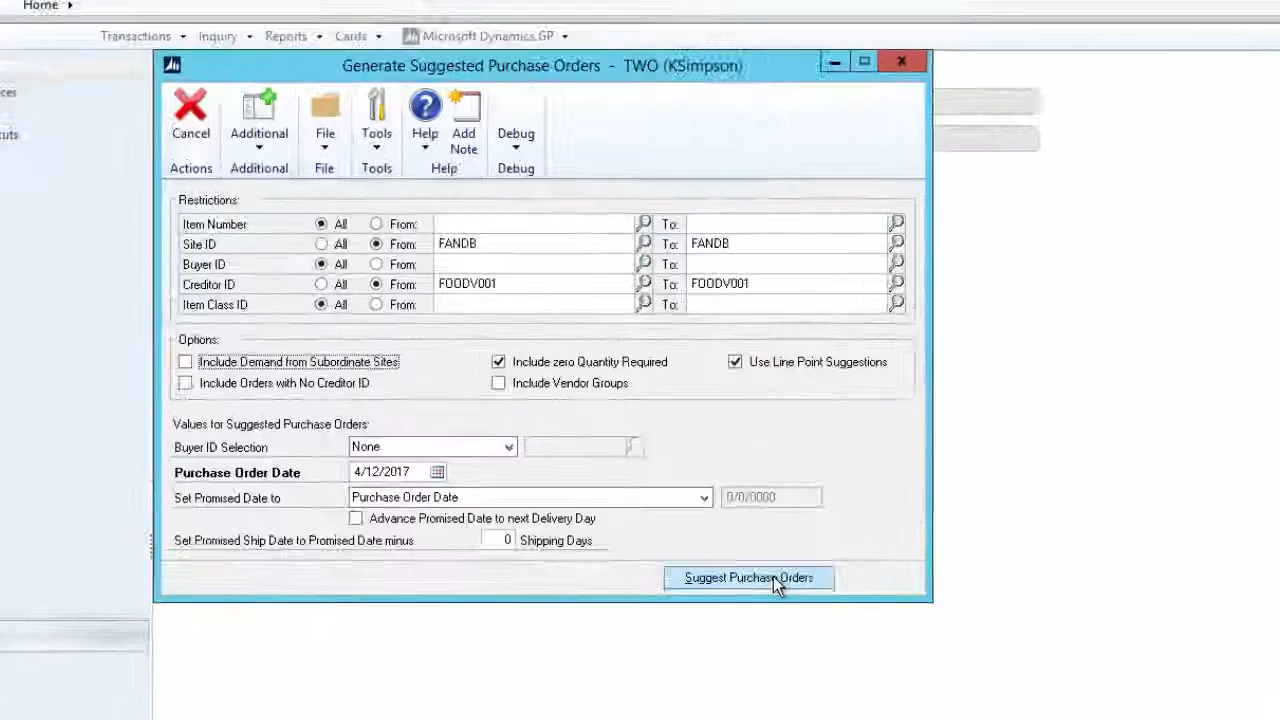 Home
Transactions Inquiry Reports Cards Microsoft Dynamics GP
Generate Suggested Purchase Orders - TWO (KSimpson)
Cancel Additional File Tools Help Add Note Debug
Actions Additional File Tools Help Debug
Restrictions:
Item Number All From: To:
Site ID All From: FANDB To: FANDB
Buyer ID All From: To:
Creditor ID All From: FOODV001 To: FOODV001
Item Class ID All From: To:
Options:
Include Demand from Subordinate Sites Include zero Quantity Required Use Line Point Suggestions
Include Orders with No Creditor ID Include Vendor Groups
Values for Suggested Purchase Orders:
Buyer ID Selection None
Purchase Order Date 4/12/2017
Set Promised Date to Purchase Order Date 0/0/0000
Advance Promised Date to next Delivery Day
Set Promised Ship Date to Promised Date minus 0 Shipping Days
Suggest Purchase Orders